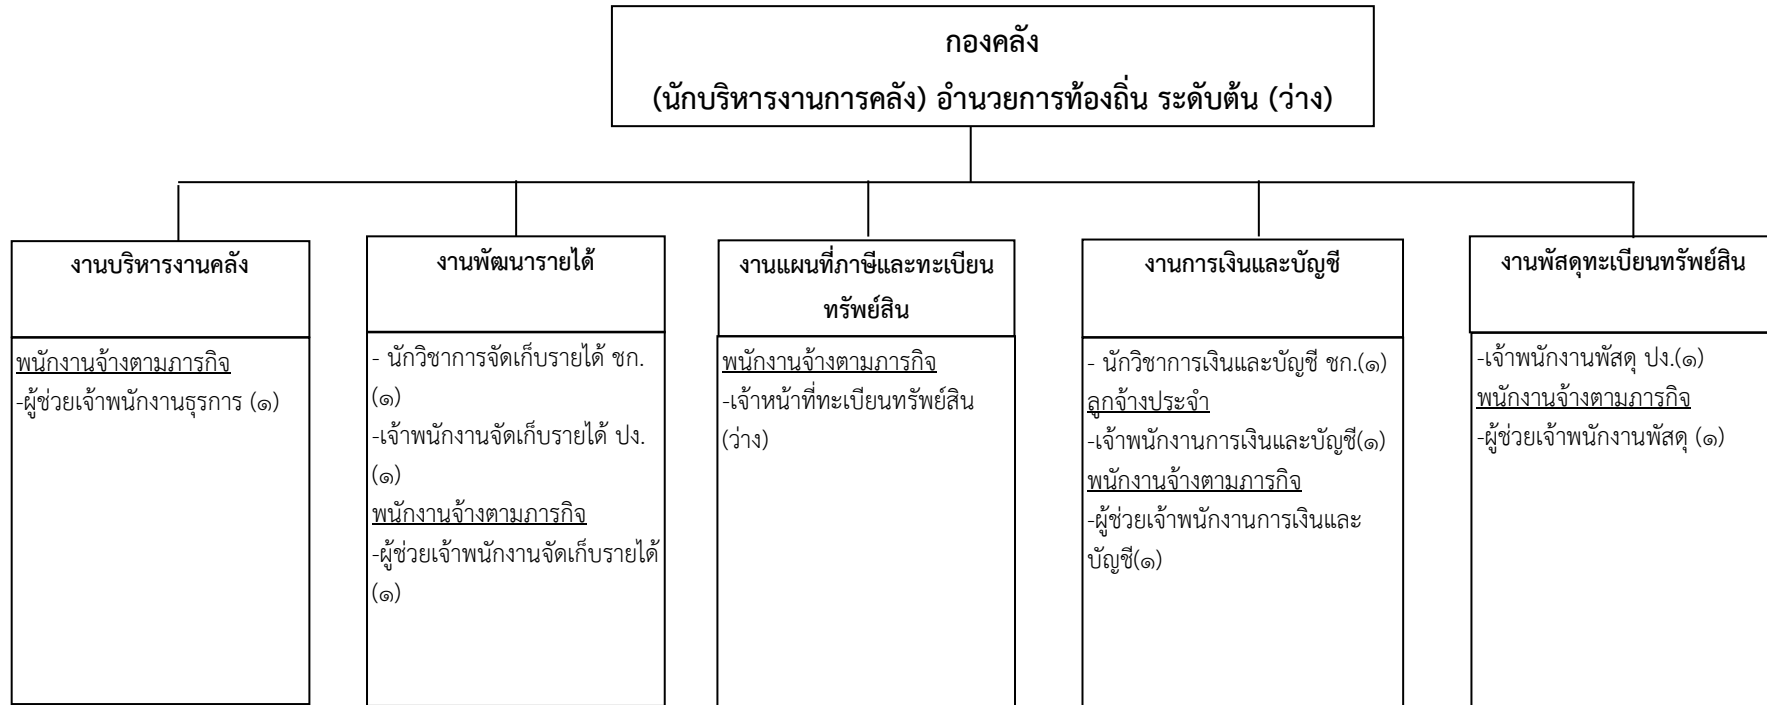 กองคลัง
(นักบริหารงานการคลัง) อำนวยการท้องถิ่น ระดับต้น (ว่าง)
งานบริหารงานคลัง
พนักงานจ้างตามภารกิจ
-ผู้ช่วยเจ้าพนักงานธุรการ (๑)
งานพัฒนารายได้
- นักวิชาการจัดเก็บรายได้ ชก.
(๑)
-เจ้าพนักงานจัดเก็บรายได้ ปง.
(๑)
พนักงานจ้างตามภารกิจ
-ผู้ช่วยเจ้าพนักงานจัดเก็บรายได้
(๑)
งานแผนที่ภาษีและทะเบียน
ทรัพย์สิน
พนักงานจ้างตามภารกิจ
-เจ้าหน้าที่ทะเบียนทรัพย์สิน
(ว่าง)
งานการเงินและบัญชี
- นักวิชาการเงินและบัญชี ชก.(๑)
ลูกจ้างประจำ
-เจ้าพนักงานการเงินและบัญชี(๑)
พนักงานจ้างตามภารกิจ
-ผู้ช่วยเจ้าพนักงานการเงินและ
บัญชี(๑)
งานพัสดุทะเบียนทรัพย์สิน
-เจ้าพนักงานพัสดุ ปง.(๑)
พนักงานจ้างตามภารกิจ
-ผู้ช่วยเจ้าพนักงานพัสดุ (๑)